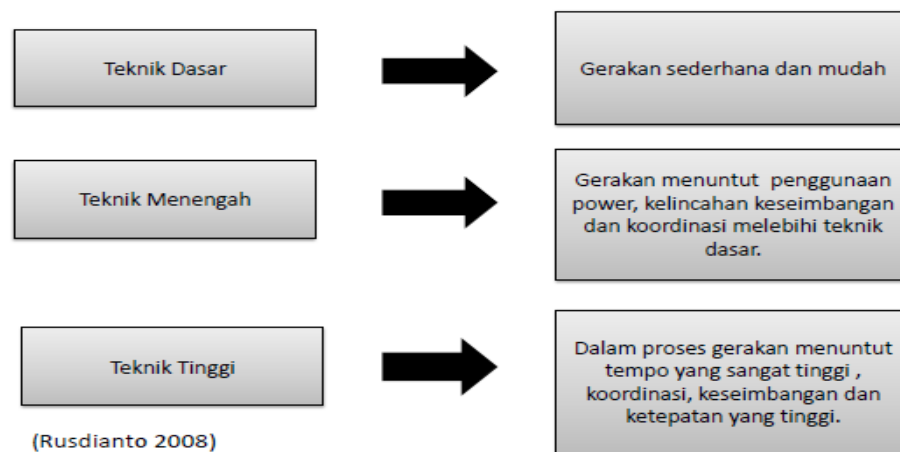 Teknik Dasar
Gerakan sederhana dan mudah
Teknik Menengah
Gerakan menuntut penggunaan
power, kelincahan keseimbangan
dan koordinasi melebihi teknik
dasar.
Teknik Tinggi
Dalam proses gerakan menuntut
tempo yang sangat tinggi ,
koordinasi, keseimbangan dan
ketepatan yang tinggi.
(Rusdianto 2008)